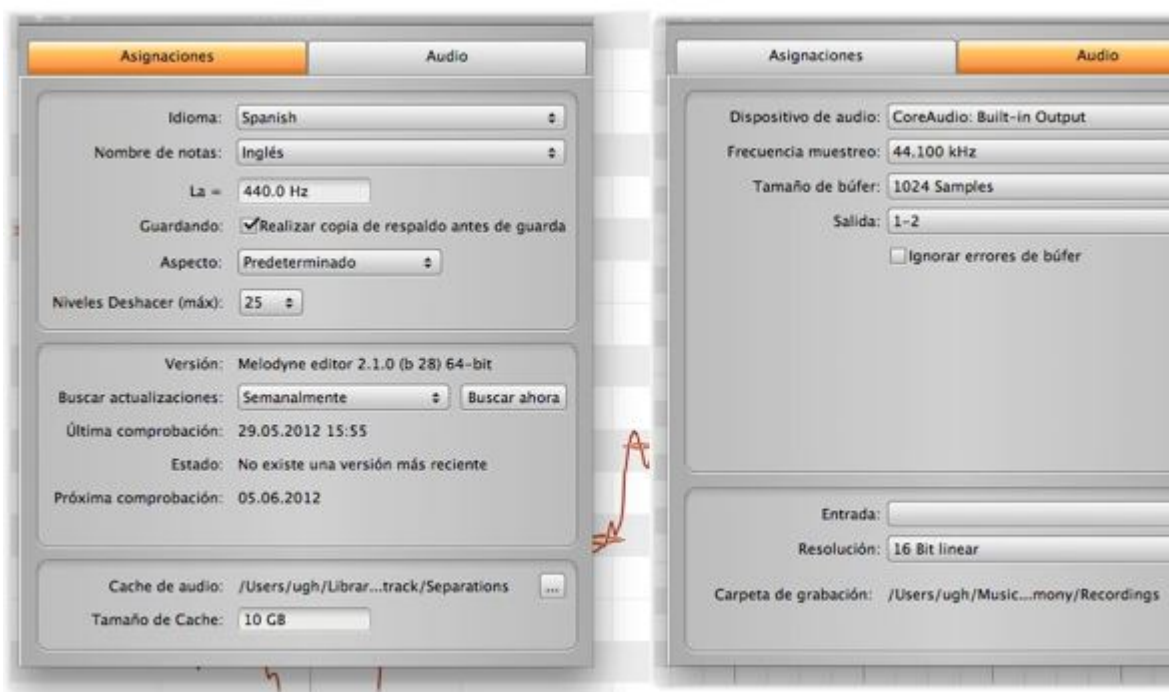 Asignaciones
Audio
Idioma: Spanish
Nombre de notas: Inglés
La = 440.0 Hz
Guardando: Realizar copia de respaldo antes de guarda
Aspecto: Predeterminado
Niveles Deshacer (máx): 25
Versión: Melodyne editor 2.1.0 (b 28) 64-bit
Buscar actualizaciones: Semanalmente Buscar ahora
Última comprobación: 29.05.2012 15:55
Estado: No existe una versión más reciente
Próxima comprobación: 05.06.2012
Cache de audio: /Users/ugh/Librar...track/Separations ...
Tamaño de Cache: 10 GB
Asignaciones
Audio
Dispositivo de audio: CoreAudio: Built-in Output
Frecuencia muestreo: 44.100 kHz
Tamaño de búfer: 1024 Samples
Salida: 1-2
Ignorar errores de búfer
Entrada:
Resolución: 16 Bit linear
Carpeta de grabación: /Users/ugh/Music...mony/Recordings